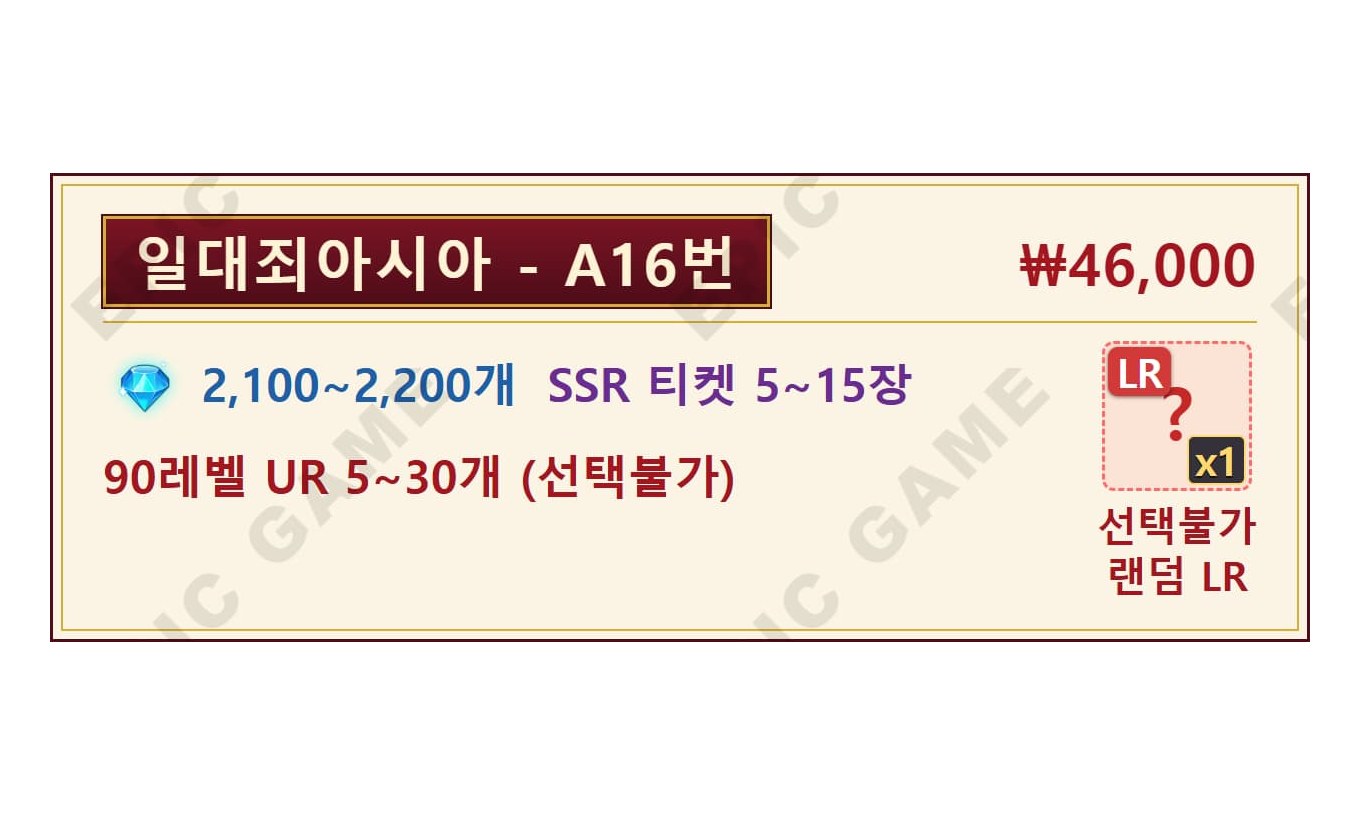 일대죄아시아 - A16번
₩46,000
2,100~2,200개 SSR 티켓 5~15장
90레벨 UR 5~30개 (선택불가)
LR
?
x1
선택불가
랜덤 LR
EPIC GAME